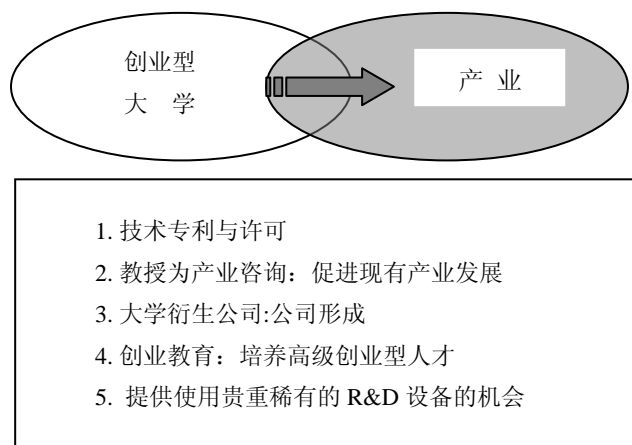 创业型
大 学
产 业
1. 技术专利与许可
2. 教授为产业咨询：促进现有产业发展
3. 大学衍生公司:公司形成
4. 创业教育：培养高级创业型人才
5. 提供使用贵重稀有的 R&D 设备的机会